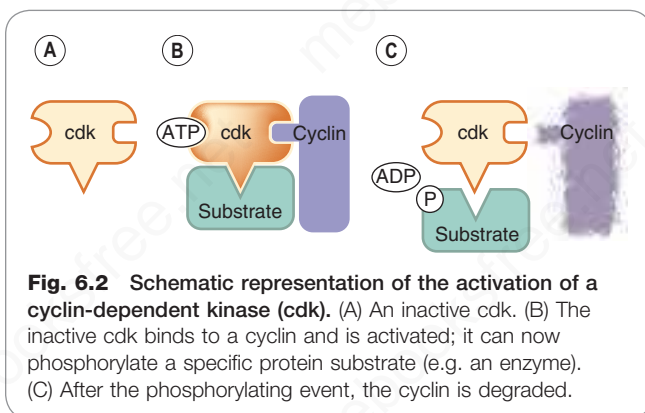 A
B
C
cdk
ATP
cdk
Cyclin
Substrate
cdk
Cyclin
ADP
P
Substrate
Fig. 6.2 Schematic representation of the activation of a
cyclin-dependent kinase (cdk). (A) An inactive cdk. (B) The
inactive cdk binds to a cyclin and is activated; it can now
phosphorylate a specific protein substrate (e.g. an enzyme).
(C) After the phosphorylating event, the cyclin is degraded.